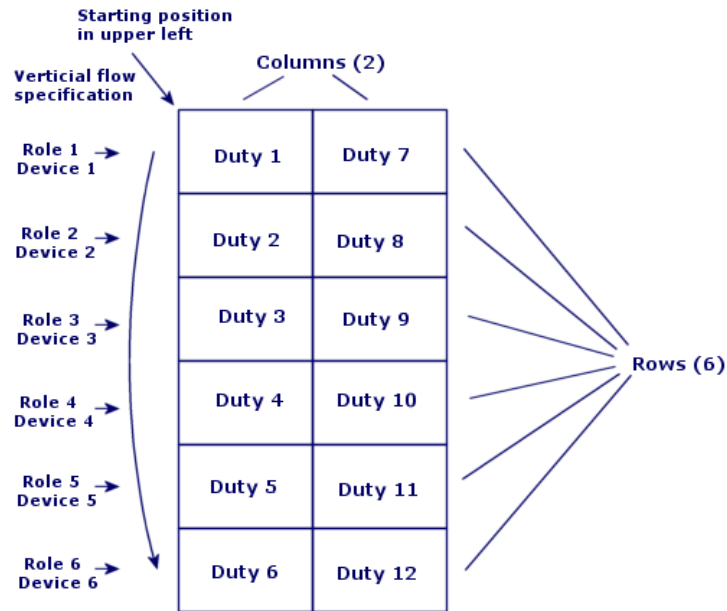 Starting position
in upper left
Columns (2)
Verticial flow
specification
Role 1
Device 1
Duty 1
Duty 7
Role 2
Device 2
Duty 2
Duty 8
Role 3
Device 3
Duty 3
Duty 9
Rows (6)
Role 4
Device 4
Duty 4
Duty 10
Role 5
Device 5
Duty 5
Duty 11
Role 6
Device 6
Duty 6
Duty 12